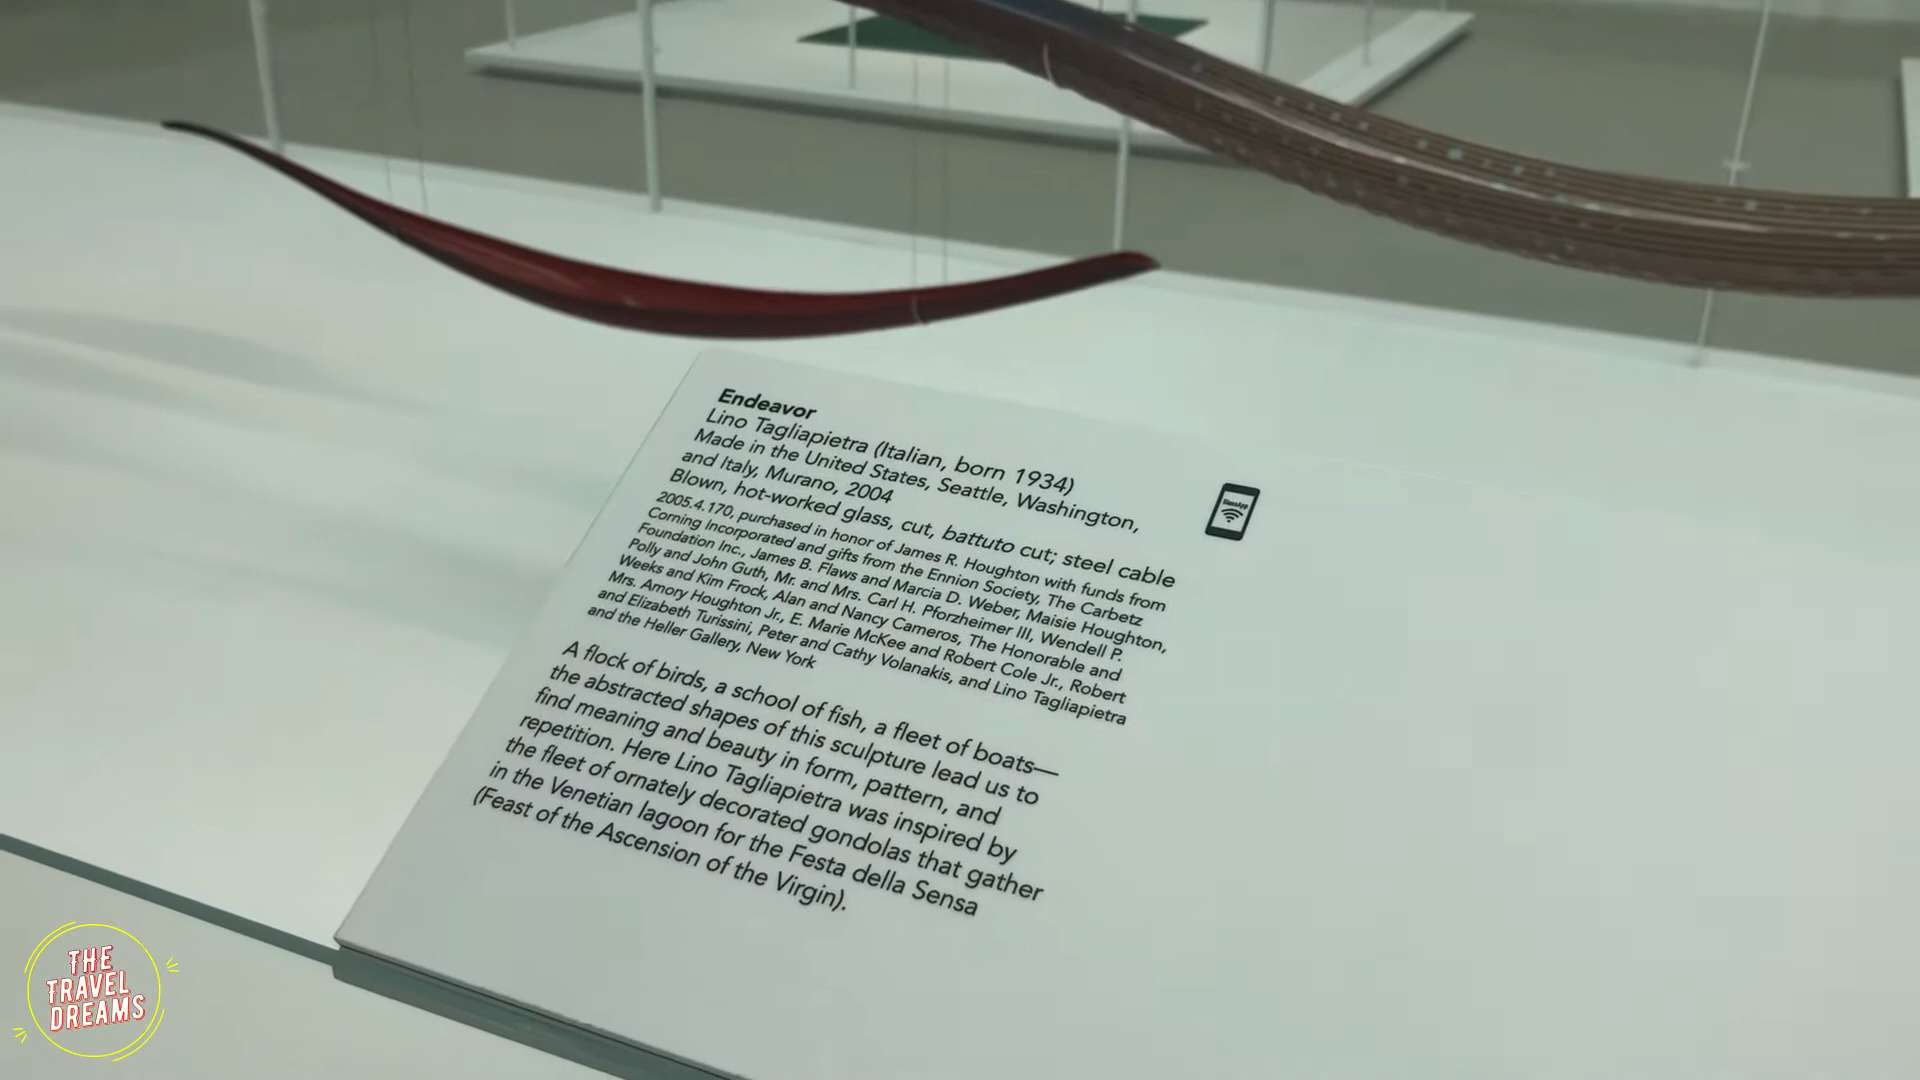 Endeavor
Lino Tagliapietra (Italian, born 1934)
Made in the United States, Seattle, Washington,
and Italy, Murano, 2004
Blown, hot-worked glass, cut, battuto cut; steel cable
2005.4.170, purchased in honor of James R. Houghton with funds from
Corning Incorporated and gifts from the Ennion Society, The Carbetz
Foundation Inc., James B. Flaws and Marcia D. Weber, Maisie Houghton,
Polly and John Guth, Mr. and Mrs. Carl H. Pforzheimer III, Wendell P.
Weeks and Kim Frock, Alan and Nancy Cameros, The Honorable and
Mrs. Amory Houghton Jr., E. Marie McKee and Robert Cole Jr., Robert
and Elizabeth Turissini, Peter and Cathy Volanakis, and Lino Tagliapietra
and the Heller Gallery, New York
A flock of birds, a school of fish, a fleet of boats—
the abstracted shapes of this sculpture lead us to
find meaning and beauty in form, pattern, and
repetition. Here Lino Tagliapietra was inspired by
the fleet of ornately decorated gondolas that gather
in the Venetian lagoon for the Festa della Sensa
(Feast of the Ascension of the Virgin).
GlassApp
THE
TRAVEL
DREAMS